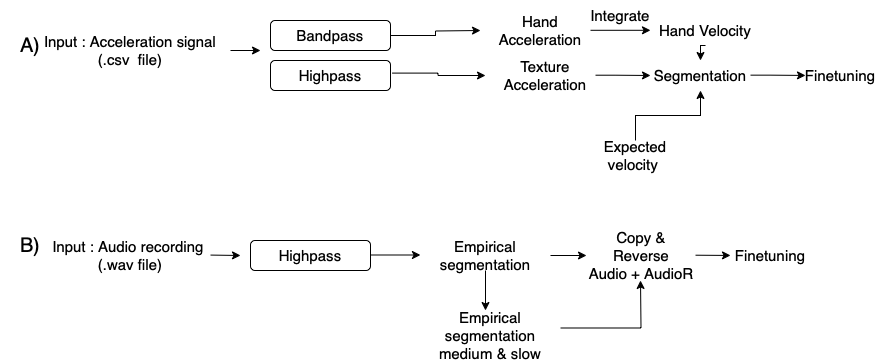 A)
Input : Acceleration signal
(.csv file)
Bandpass
Highpass
Hand
Acceleration
Integrate
Hand Velocity
Texture
Acceleration
Segmentation
Finetuning
Expected
velocity
B)
Input : Audio recording
(.wav file)
Highpass
Empirical
segmentation
Copy &
Reverse
Audio + AudioR
Finetuning
Empirical
segmentation
medium & slow